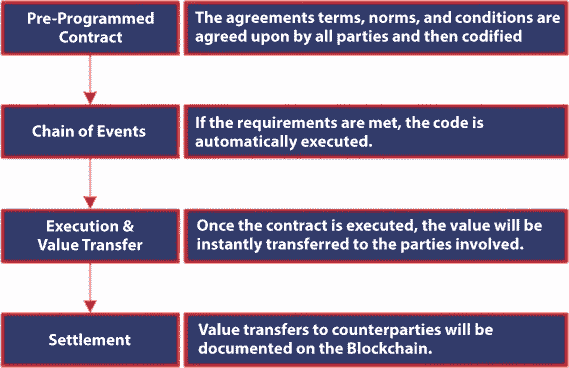 Pre-Programmed
Contract
The agreements terms, norms, and conditions are
agreed upon by all parties and then codified
Chain of Events
If the requirements are met, the code is
automatically executed.
Execution &
Value Transfer
Once the contract is executed, the value will be
instantly transferred to the parties involved.
Settlement
Value transfers to counterparties will be
documented on the Blockchain.